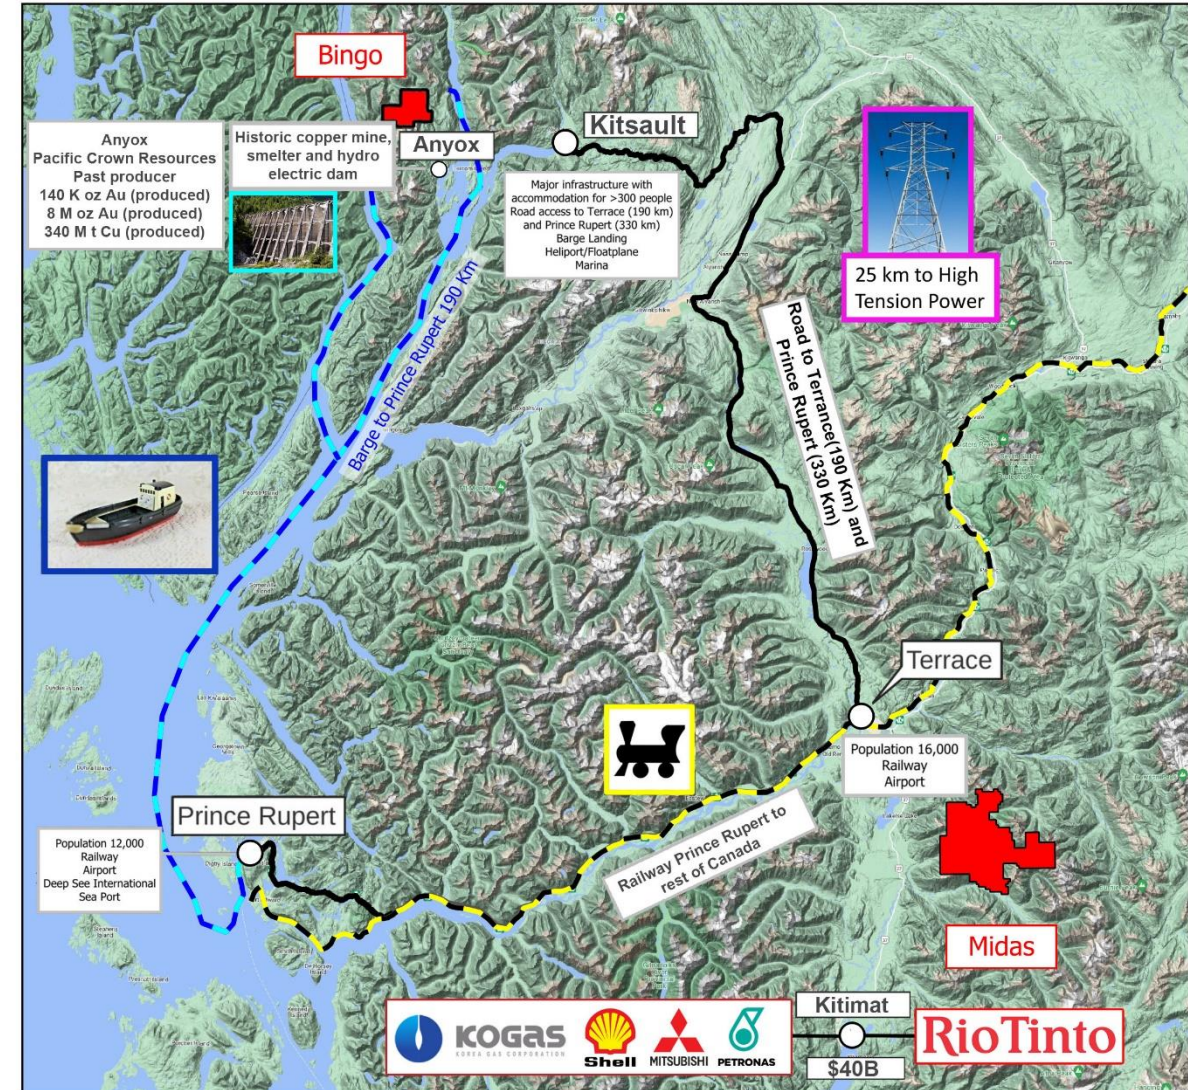 Bingo
Anyox
Pacific Crown Resources
Past producer
140 K oz Au (produced)
8 M oz Au (produced)
340 M t Cu (produced)
Historic copper mine,
smelter and hydro
electric dam
Anyox
Kitsault
Major infrastructure with
accommodation for >300 people
Road access to Terrace (190 km)
and Prince Rupert (330 km)
Barge Landing
Heliport/Floatplane
Marina
25 km to High
Tension Power
Barge to Prince Rupert 190 Km
Road to Terrance(190 Km) and
Prince Rupert (330 Km)
Terrace
Population 16,000
Railway
Airport
Prince Rupert
Population 12,000
Railway
Airport
Deep See International
Sea Port
Railway Prince Rupert to
rest of Canada
Midas
KOGAS
KOREA GAS CORPORATION
Shell
MITSUBISHI
PETRONAS
Kitimat
$40B
RioTinto